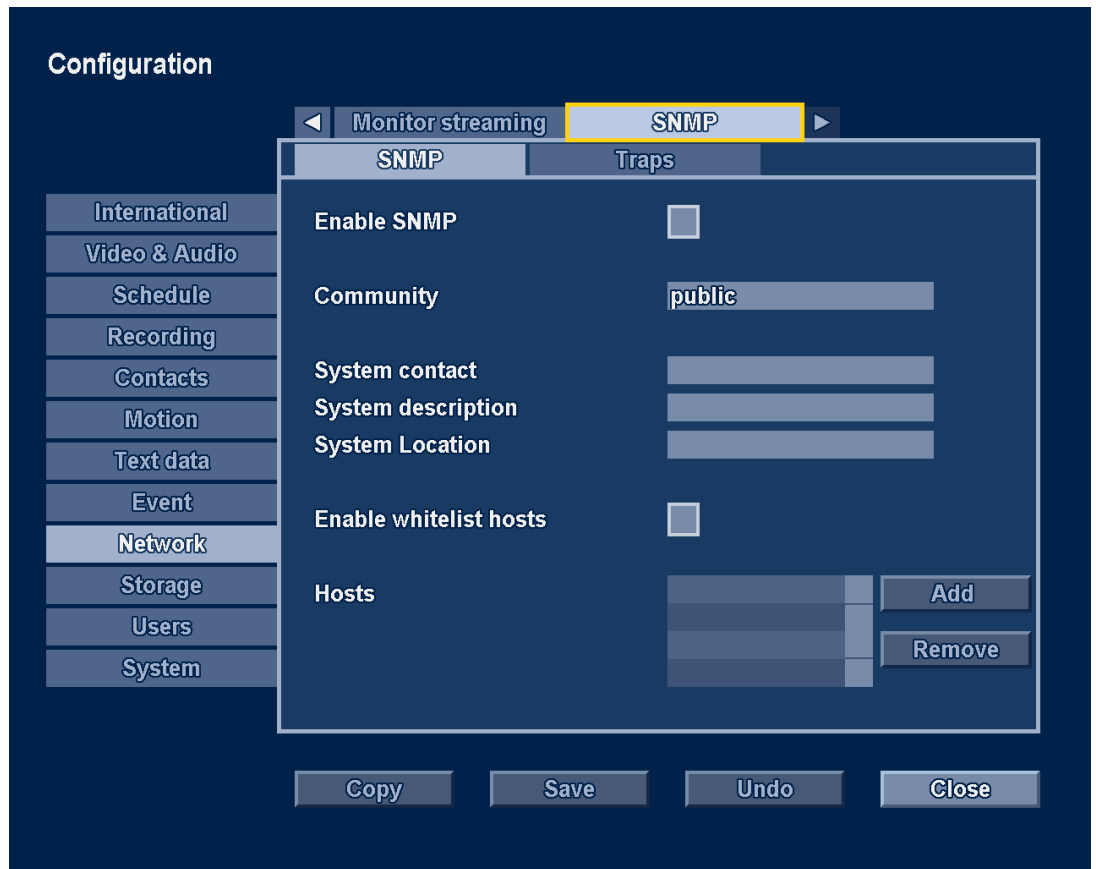 Configuration
Monitor streaming SNMP
SNMP Traps
International
Video & Audio
Schedule
Recording
Contacts
Motion
Text data
Event
Network
Storage
Users
System
Enable SNMP
Community public
System contact
System description
System Location
Enable whitelist hosts
Hosts Add
Remove
Copy Save Undo Close